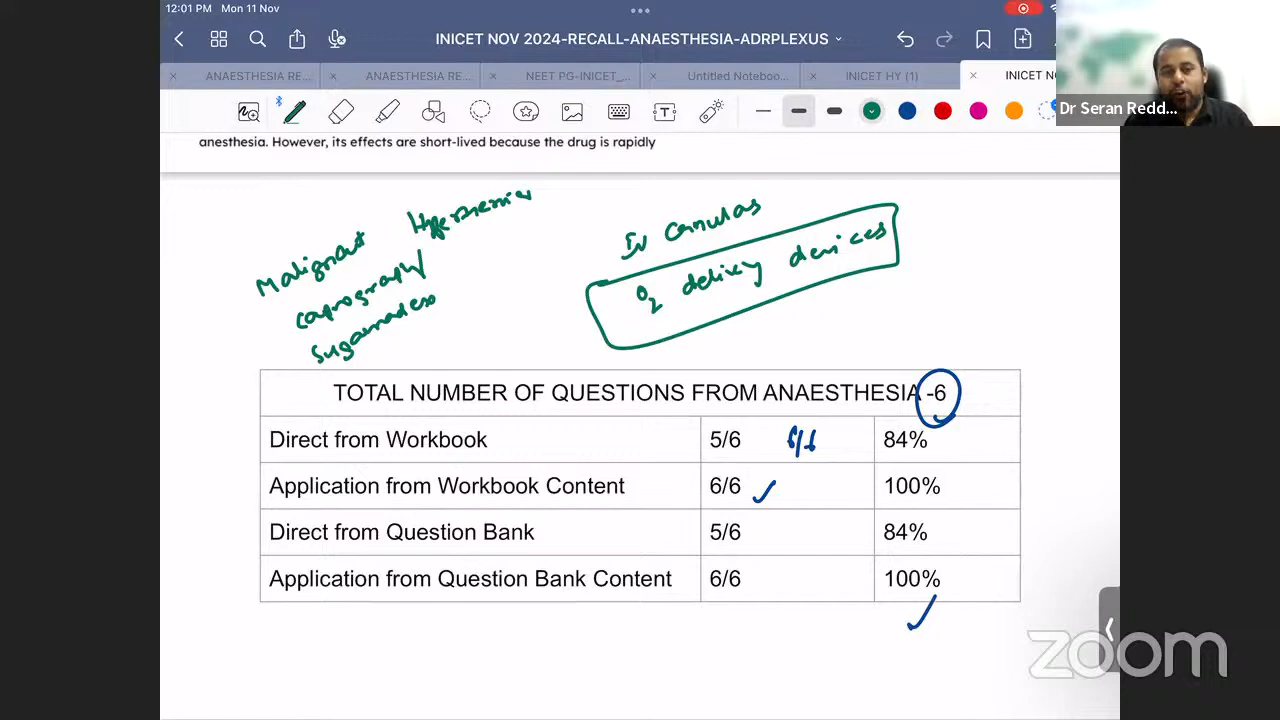 12:01 PM Mon 11 Nov
INICET NOV 2024-RECALL-ANAESTHESIA-ADRPLEXUS
ANAESTHESIA RE...
ANAESTHESIA RE...
NEET PG-INICET_...
Untitled Noteboo...
INICET HY (1)
INICET NO
Dr Seran Redd...
anesthesia. However, its effects are short-lived because the drug is rapidly
Malignant
capnography
IV canulas
O2 delivery devices
TOTAL NUMBER OF QUESTIONS FROM ANAESTHESIA -6
Direct from Workbook 5/6 6/6 84%
Application from Workbook Content 6/6 100%
Direct from Question Bank 5/6 84%
Application from Question Bank Content 6/6 100%
zoom